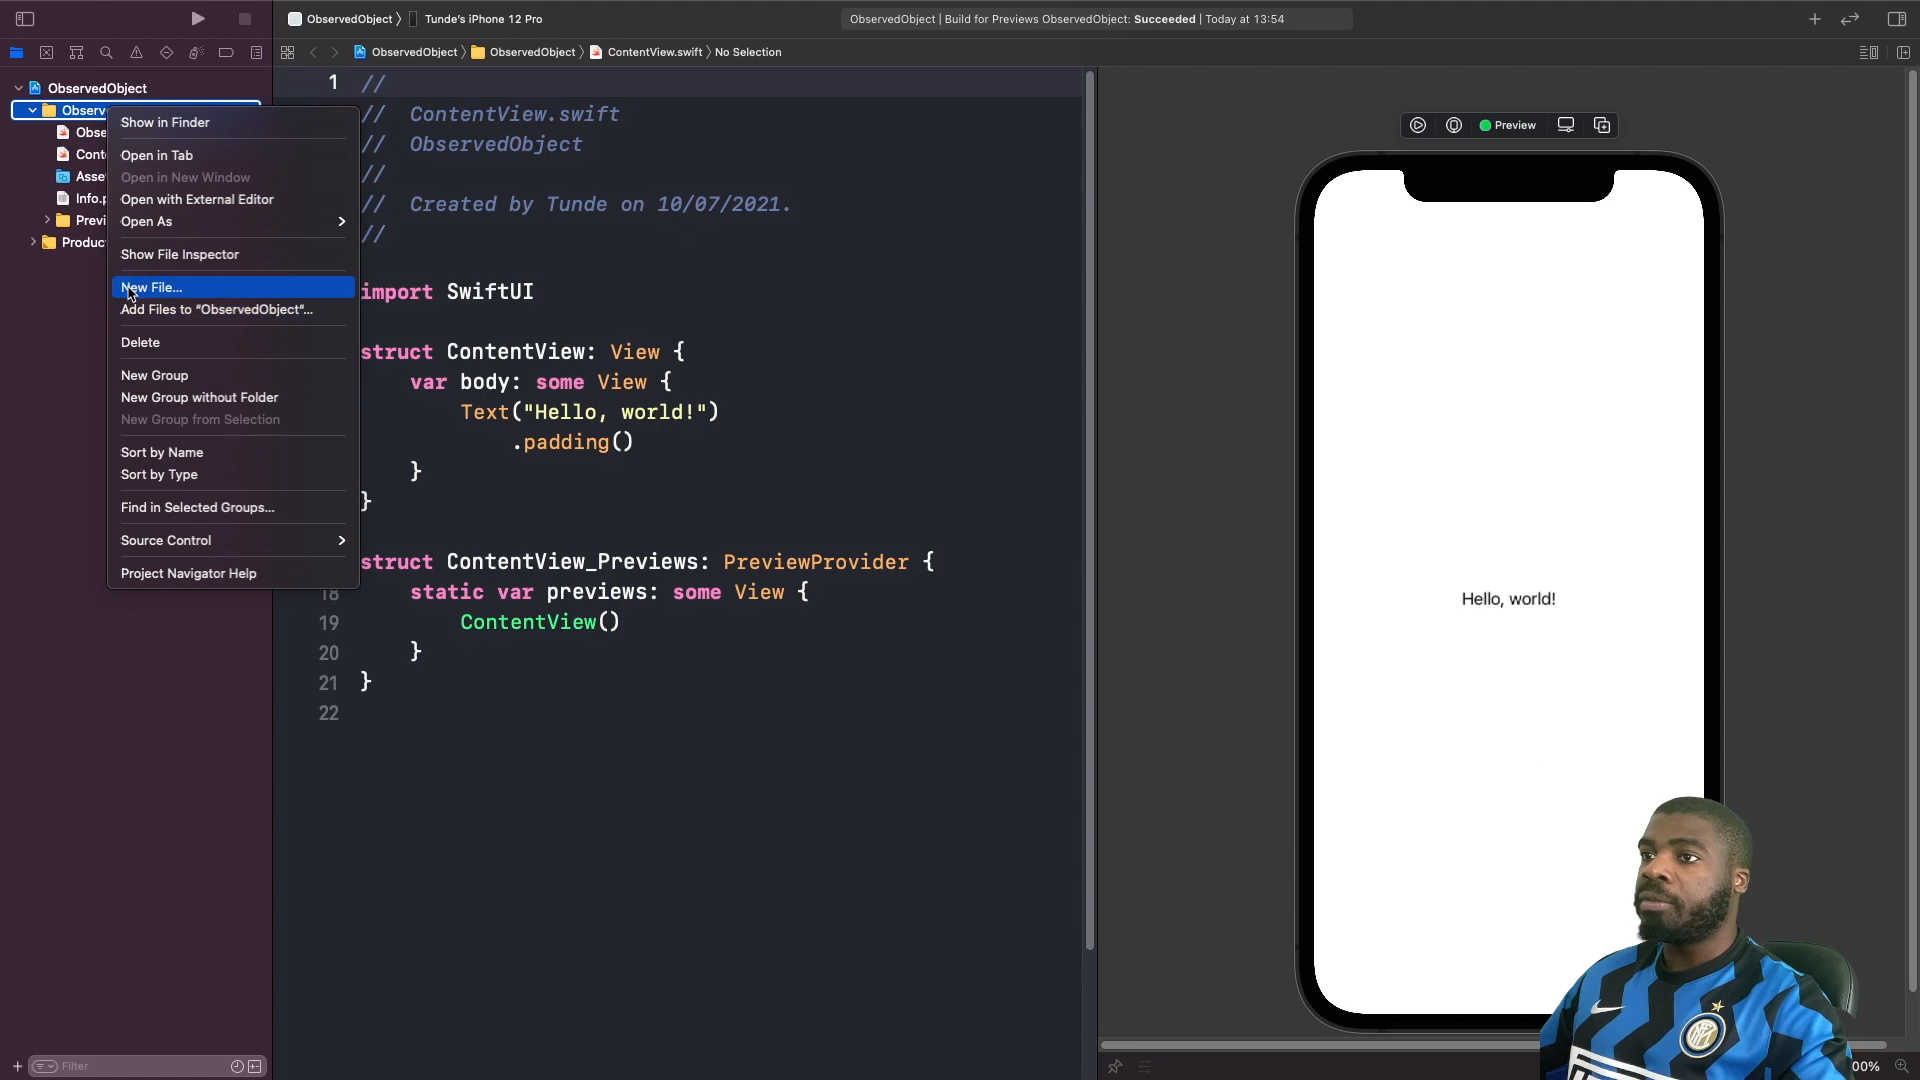 ObservedObject
Tunde's iPhone 12 Pro
ObservedObject | Build for Previews ObservedObject: Succeeded | Today at 13:54
ObservedObject
ObservedObject
ContentView.swift
No Selection
ObservedObject
Observ
Obse
Cont
Asse
Info.p
Previ
Produc
Show in Finder
Open in Tab
Open in New Window
Open with External Editor
Open As
Show File Inspector
New File...
Add Files to “ObservedObject”...
Delete
New Group
New Group without Folder
New Group from Selection
Sort by Name
Sort by Type
Find in Selected Groups...
Source Control
Project Navigator Help
1 //
// ContentView.swift
// ObservedObject
//
// Created by Tunde on 10/07/2021.
//
import SwiftUI
struct ContentView: View {
var body: some View {
Text("Hello, world!")
.padding()
}
}
struct ContentView_Previews: PreviewProvider {
18 static var previews: some View {
19 ContentView()
20 }
21 }
22
Preview
Hello, world!
Filter
00%